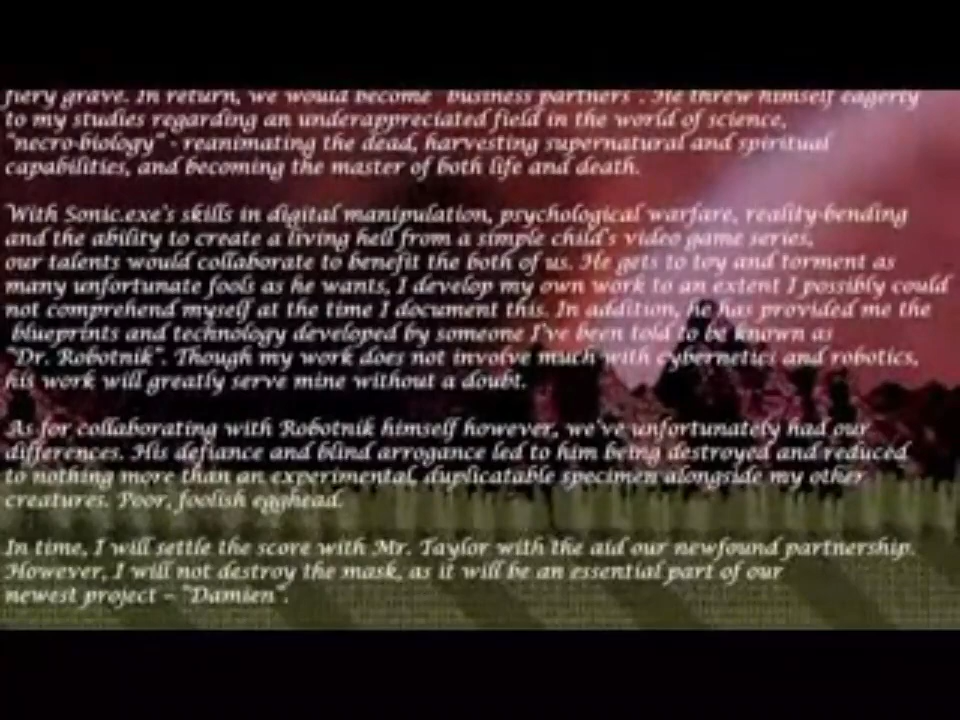 fiery grave. In return, we would become "business partners". He threw himself eagerly
to my studies regarding an underappreciated field in the world of science,
"necro-biology" - reanimating the dead, harvesting supernatural and spiritual
capabilities, and becoming the master of both life and death.
With Sonic.exe's skills in digital manipulation, psychological warfare, reality-bending
and the ability to create a living hell from a simple child's video game series,
our talents would collaborate to benefit the both of us. He gets to toy and torment as
many unfortunate fools as he wants, I develop my own work to an extent I possibly could
not comprehend myself at the time I document this. In addition, he has provided me the
blueprints and technology developed by someone I've been told to be known as
"Dr. Robotnik". Though my work does not involve much with cybernetics and robotics,
his work will greatly serve mine without a doubt.
As for collaborating with Robotnik himself however, we've unfortunately had our
differences. His defiance and blind arrogance led to him being destroyed and reduced
to nothing more than an experimental, duplicatable specimen alongside my other
creatures. Poor, foolish egghead.
In time, I will settle the score with Mr. Taylor with the aid our newfound partnership.
However, I will not destroy the mask, as it will be an essential part of our
newest project – "Damien".